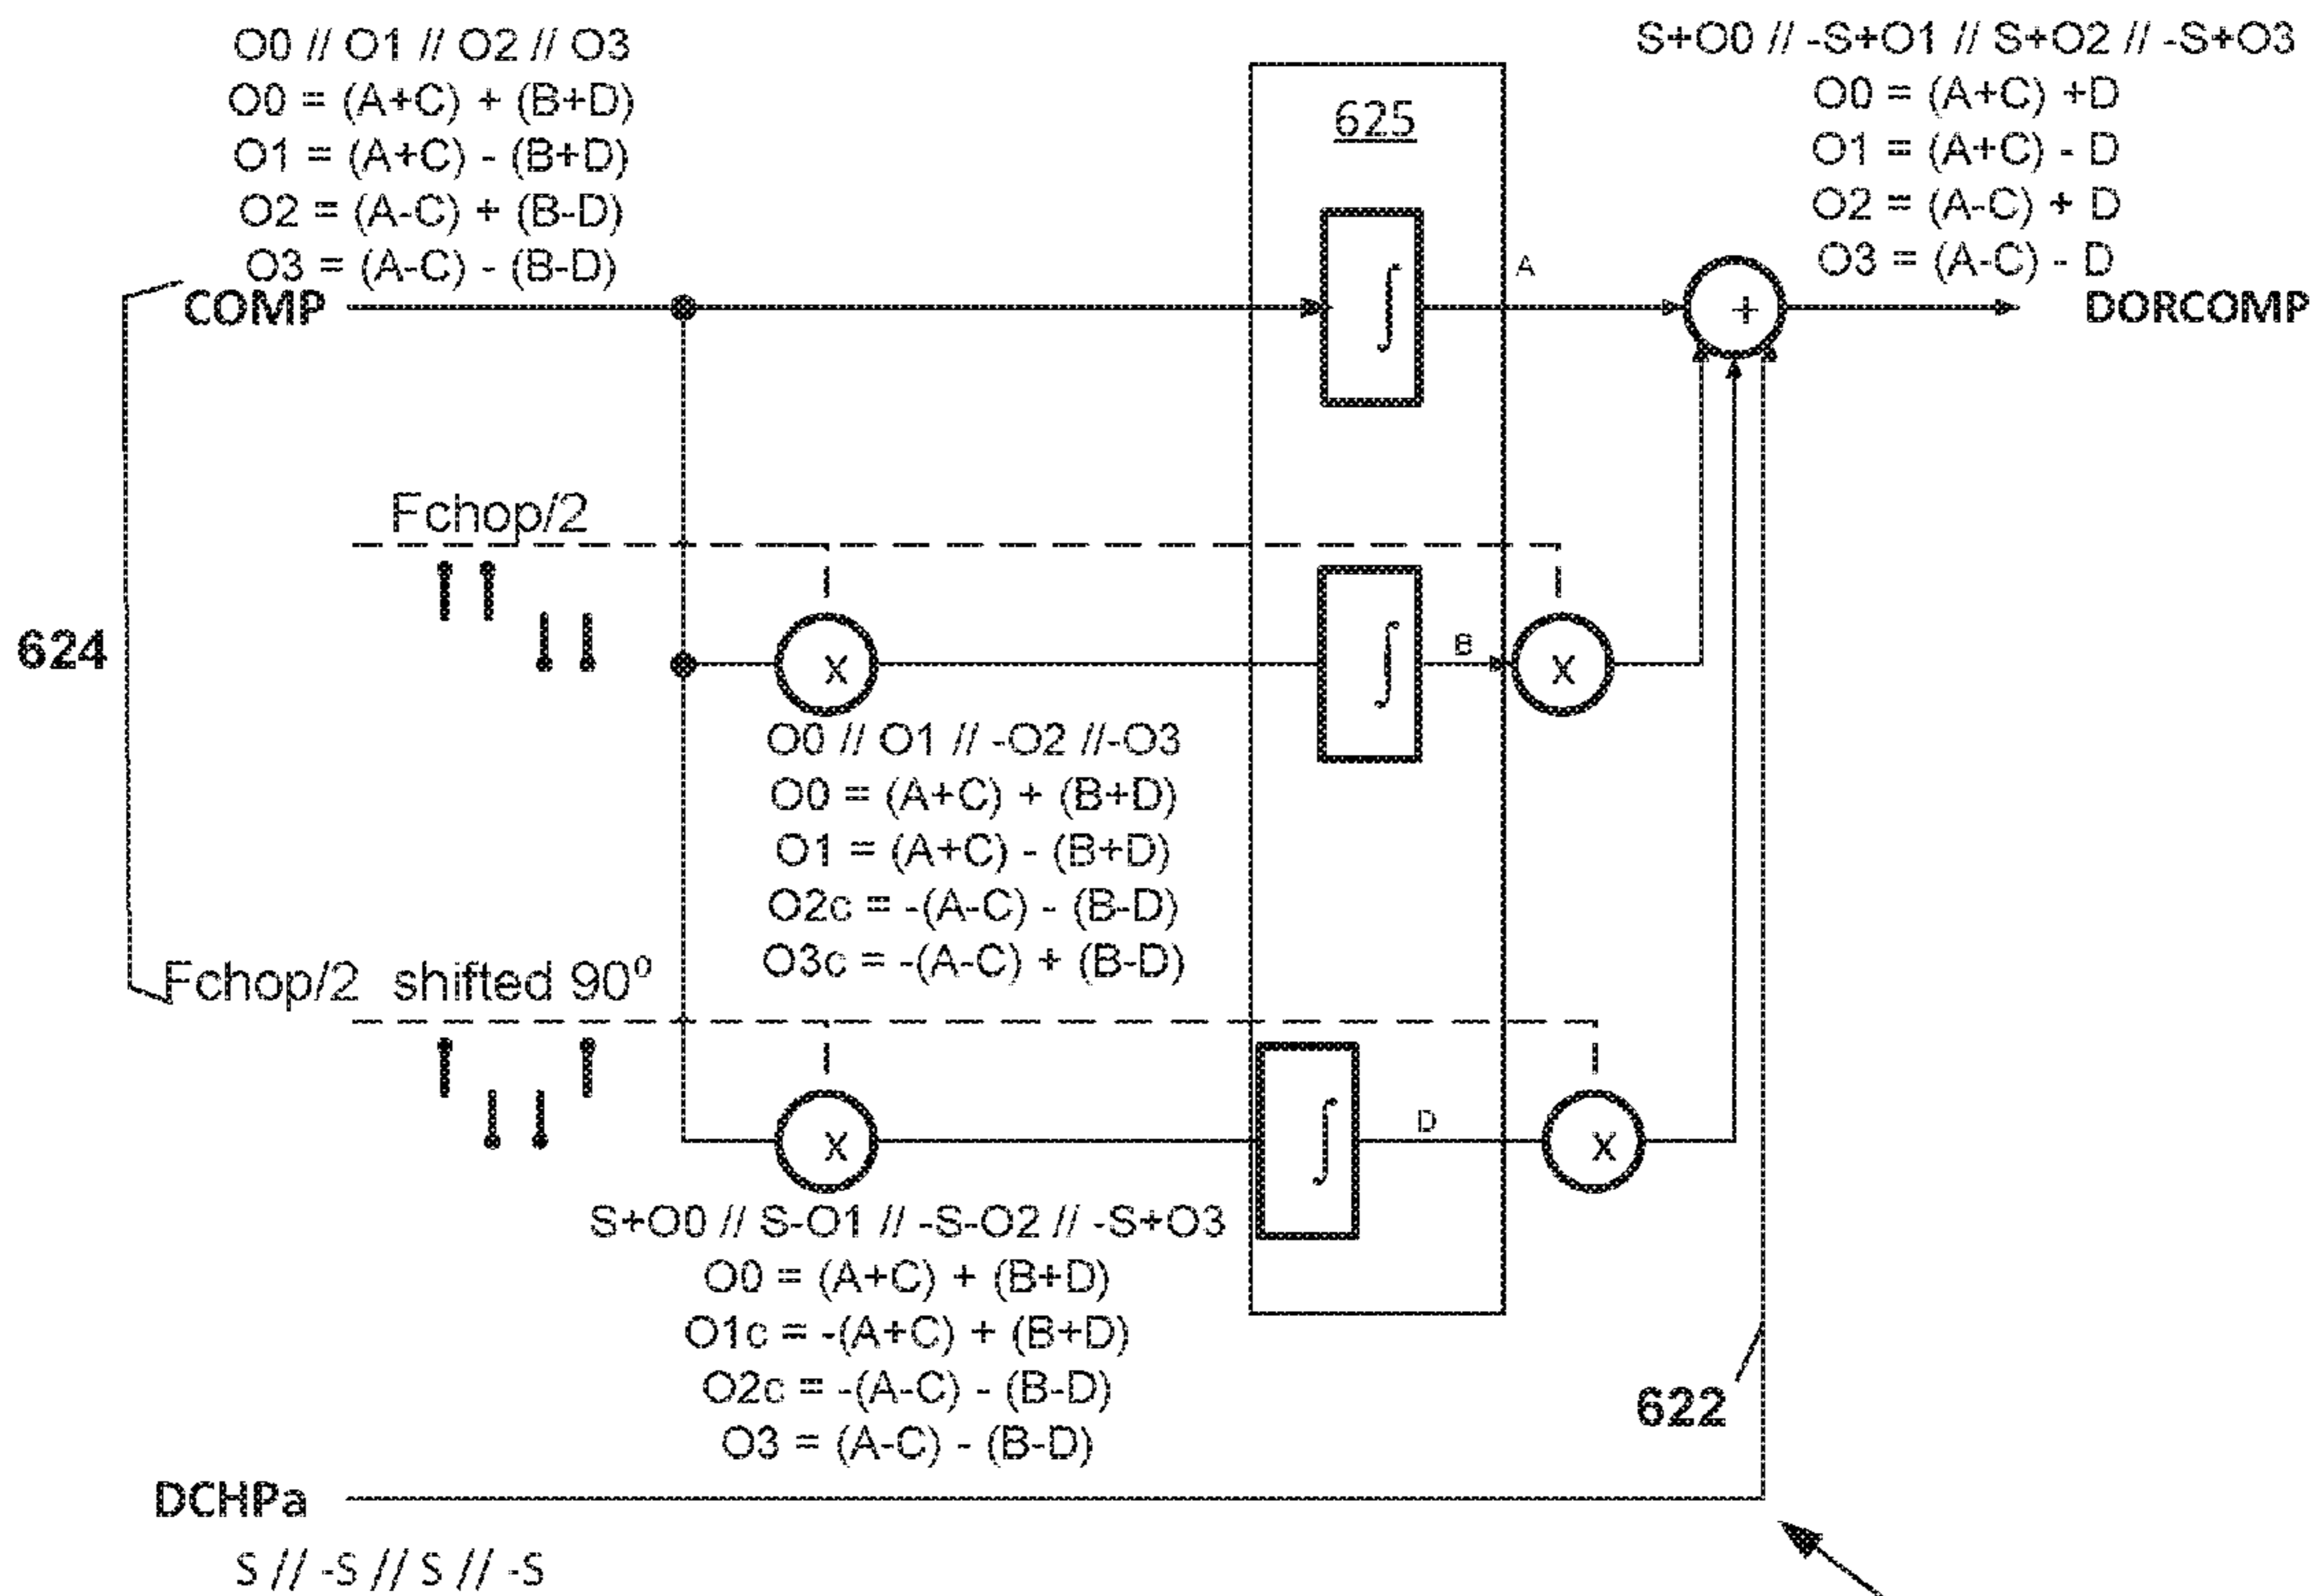 O0 // O1 // O2 // O3
O0 = (A+C) + (B+D)
O1 = (A+C) - (B+D)
O2 = (A-C) + (B-D)
O3 = (A-C) - (B-D)
COMP
S+O0 // -S+O1 // S+O2 // -S+O3
O0 = (A+C) +D
O1 = (A+C) - D
O2 = (A-C) + D
O3 = (A-C) - D
DORCOMP
625
∫
A
+
Fchop/2
624
X
∫
B
X
O0 // O1 // -O2 //-O3
O0 = (A+C) + (B+D)
O1 = (A+C) - (B+D)
O2c = -(A-C) - (B-D)
O3c = -(A-C) + (B-D)
Fchop/2 shifted 90⁰
X
∫
D
X
S+O0 // S-O1 // -S-O2 // -S+O3
O0 = (A+C) + (B+D)
O1c = -(A+C) + (B+D)
O2c = -(A-C) - (B-D)
O3 = (A-C) - (B-D)
622
DCHPa
S // -S // S // -S